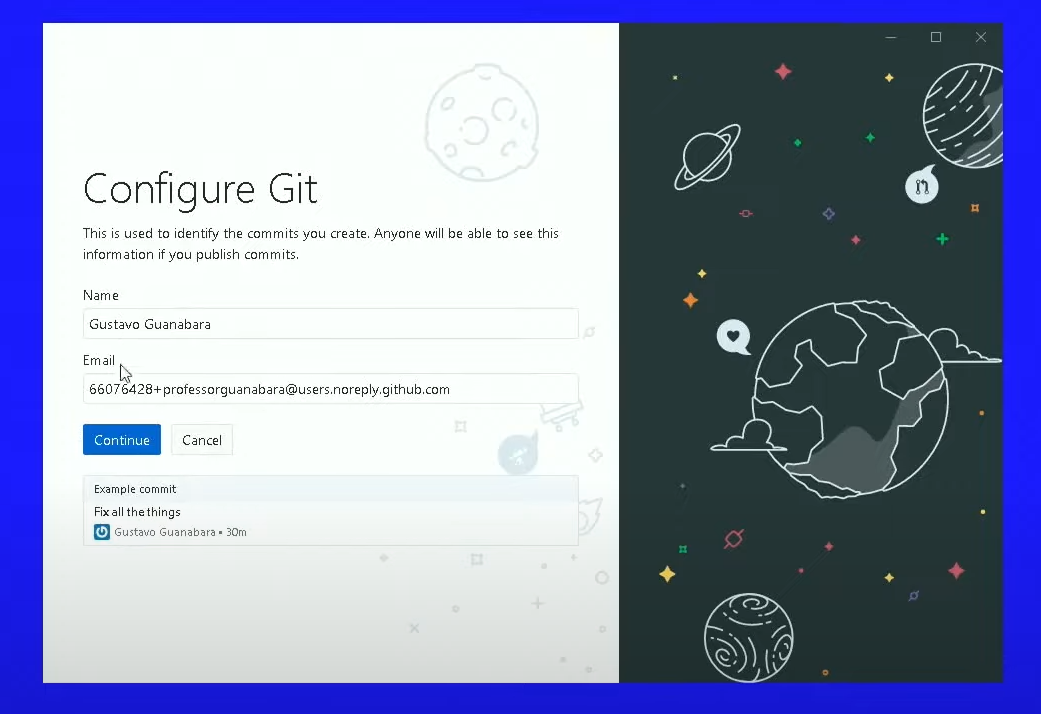 Configure Git
This is used to identify the commits you create. Anyone will be able to see this
information if you publish commits.
Name
Gustavo Guanabara
Email
66076428+professorguanabara@users.noreply.github.com
Continue Cancel
Example commit
Fix all the things
Gustavo Guanabara • 30m